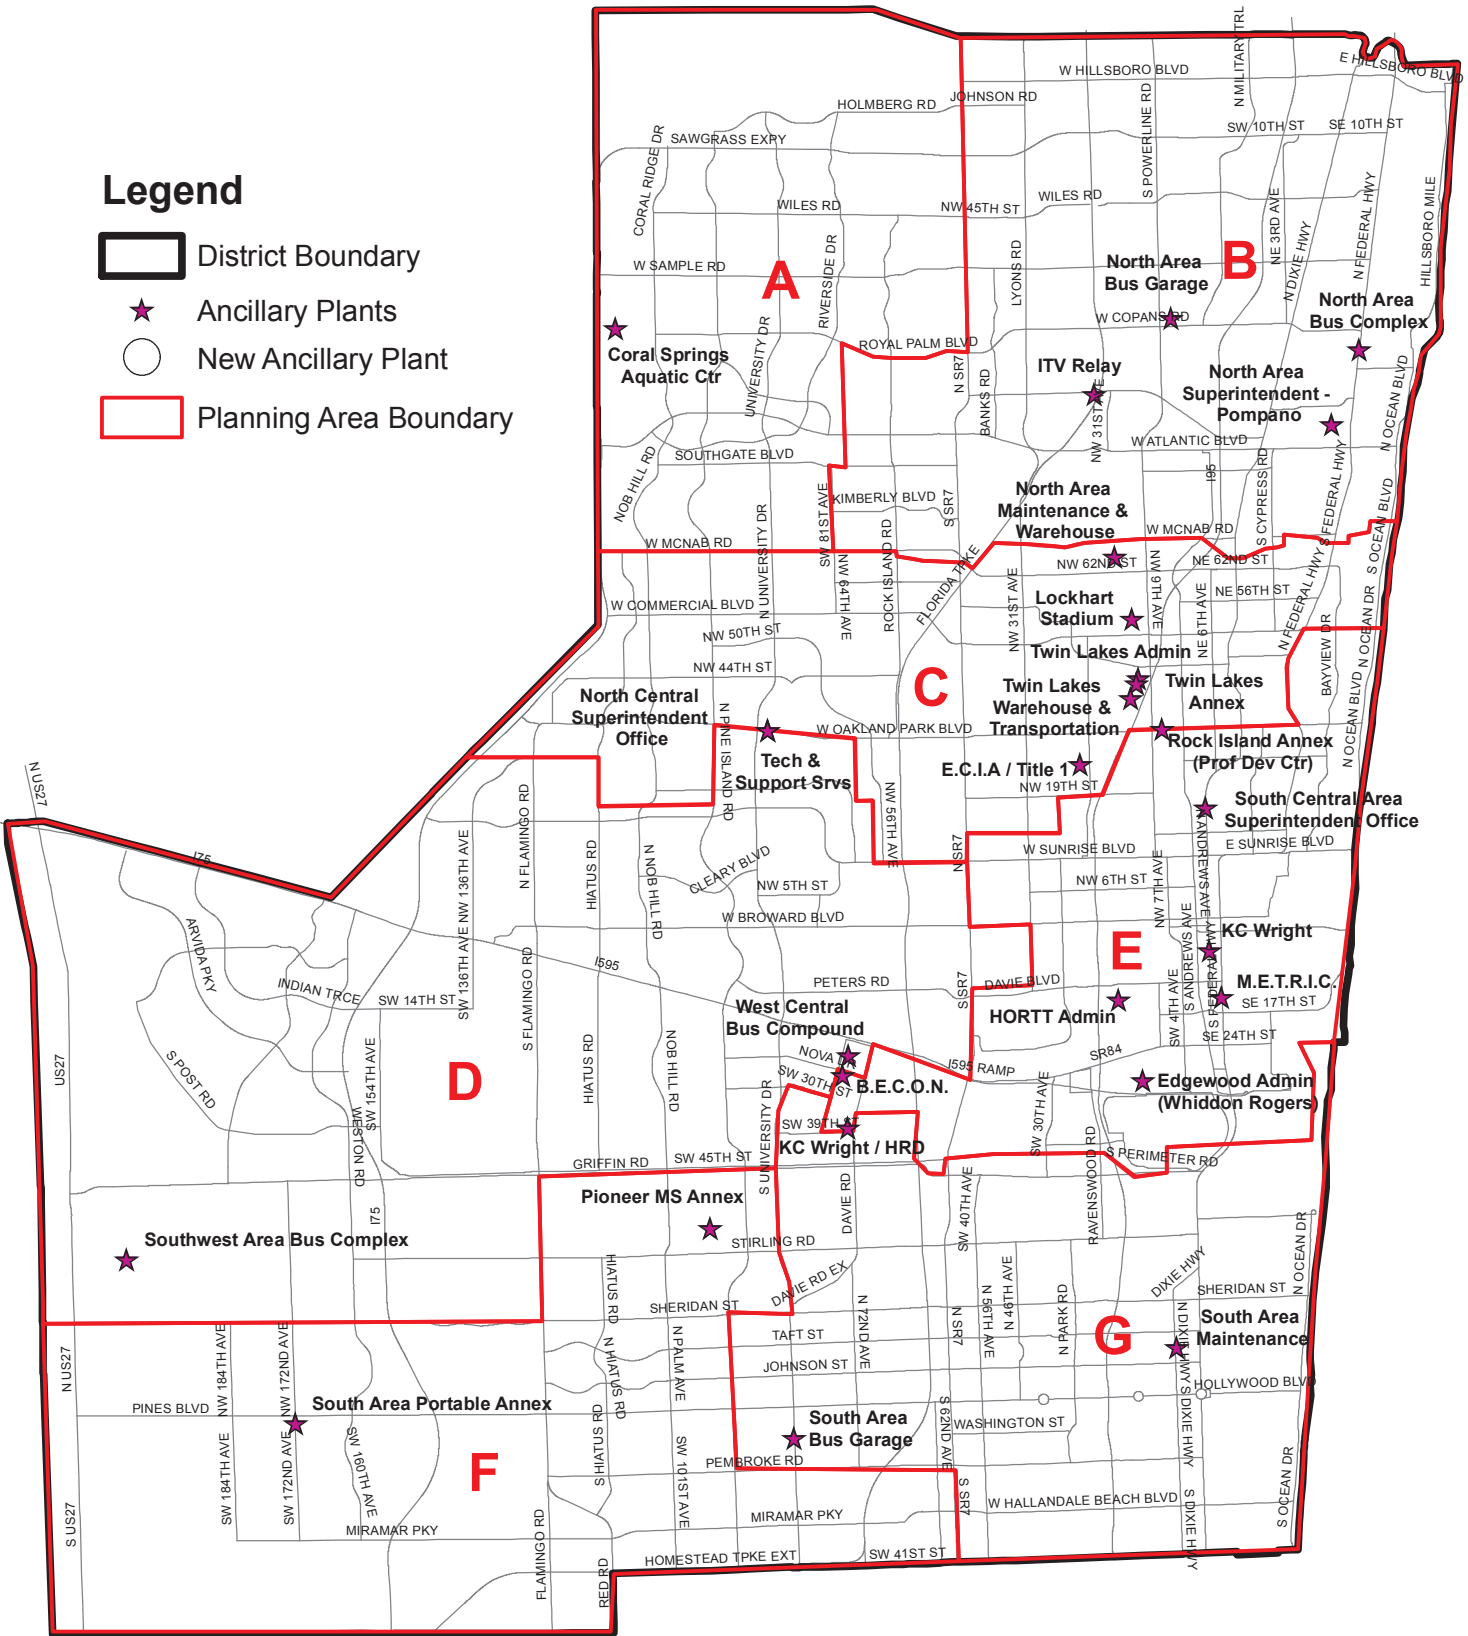 Legend
District Boundary
Ancillary Plants
New Ancillary Plant
Planning Area Boundary
W HILLSBORO BLVD
E HILLSBORO BLVD
N MILITARY TRL
HOLMBERG RD
JOHNSON RD
S POWERLINE RD
SW 10TH ST
SE 10TH ST
SAWGRASS EXPY
CORAL RIDGE DR
WILES RD
NW 45TH ST
WILES RD
NE 3RD AVE
N DIXIE HWY
N FEDERAL HWY
HILLSBORO MILE
W SAMPLE RD
A
RIVERSIDE DR
LYONS RD
B
North Area
Bus Garage
W COPANS RD
North Area
Bus Complex
Coral Springs
Aquatic Ctr
UNIVERSITY DR
ROYAL PALM BLVD
N SR7
BANKS RD
ITV Relay
NW 31ST AVE
North Area
Superintendent -
Pompano
N OCEAN BLVD
W ATLANTIC BLVD
SOUTHGATE BLVD
NOB HILL RD
I95
S CYPRESS RD
S FEDERAL HWY
KIMBERLY BLVD
SW 81ST AVE
S SR7
North Area
Maintenance &
Warehouse
S OCEAN BLVD
N UNIVERSITY DR
ROCK ISLAND RD
W MCNAB RD
W MCNAB RD
NW 62ND ST
NE 62ND ST
NW 64TH AVE
FLORIDA TPKE
NW 31ST AVE
NW 9TH AVE
NE 6TH AVE
NE 56TH ST
N FEDERAL HWY
BAYVIEW DR
N OCEAN DR
W COMMERCIAL BLVD
Lockhart
Stadium
NW 50TH ST
NW 44TH ST
Twin Lakes Admin
C
Twin Lakes
Warehouse &
Transportation
Twin Lakes
Annex
North Central
Superintendent
Office
N PINE ISLAND RD
W OAKLAND PARK BLVD
Tech &
Support Srvs
Rock Island Annex
(Prof Dev Ctr)
N OCEAN BLVD
E.C.I.A / Title 1
NW 19TH ST
N US27
NW 56TH AVE
South Central Area
Superintendent Office
N FLAMINGO RD
NW 136TH AVE
HIATUS RD
N NOB HILL RD
CLEARY BLVD
N SR7
W SUNRISE BLVD
E SUNRISE BLVD
I75
NW 5TH ST
NW 6TH ST
NW 7TH AVE
N ANDREWS AVE
W BROWARD BLVD
ARVIDA PKY
SW 136TH AVE
I595
E
S ANDREWS AVE
KC Wright
S FEDERAL HWY
INDIAN TRCE
SW 14TH ST
S FLAMINGO RD
PETERS RD
S SR7
DAVIE BLVD
M.E.T.R.I.C.
SE 17TH ST
HORTT Admin
SW 4TH AVE
SE 24TH ST
West Central
Bus Compound
US27
S POST RD
SW 154TH AVE
D
HIATUS RD
NOB HILL RD
NOVA DR
SW 30TH ST
B.E.C.O.N.
I595 RAMP
SR84
Edgewood Admin
(Whiddon Rogers)
SW 30TH AVE
WESTON RD
S UNIVERSITY DR
SW 39TH ST
KC Wright / HRD
GRIFFIN RD
SW 45TH ST
RAVENSWOOD RD
S PERIMETER RD
Pioneer MS Annex
DAVIE RD
SW 40TH AVE
I75
Southwest Area Bus Complex
STIRLING RD
N OCEAN DR
HIATUS RD
DAVIE RD EX
N 46TH AVE
N 56TH AVE
N PARK RD
DIXIE HWY
SHERIDAN ST
SHERIDAN ST
N US27
NW 184TH AVE
NW 172ND AVE
N HIATUS RD
N PALM AVE
TAFT ST
N 72ND AVE
N SR7
G
N DIXIE HWY
South Area
Maintenance
JOHNSON ST
HOLLYWOOD BLVD
PINES BLVD
South Area Portable Annex
South Area
Bus Garage
S 62ND AVE
WASHINGTON ST
S DIXIE HWY
SW 184TH AVE
SW 172ND AVE
SW 160TH AVE
F
S HIATUS RD
SW 101ST AVE
PEMBROKE RD
S SR7
W HALLANDALE BEACH BLVD
S OCEAN DR
S US27
MIRAMAR PKY
MIRAMAR PKY
S DIXIE HWY
FLAMINGO RD
RED RD
HOMESTEAD TPKE EXT
SW 41ST ST